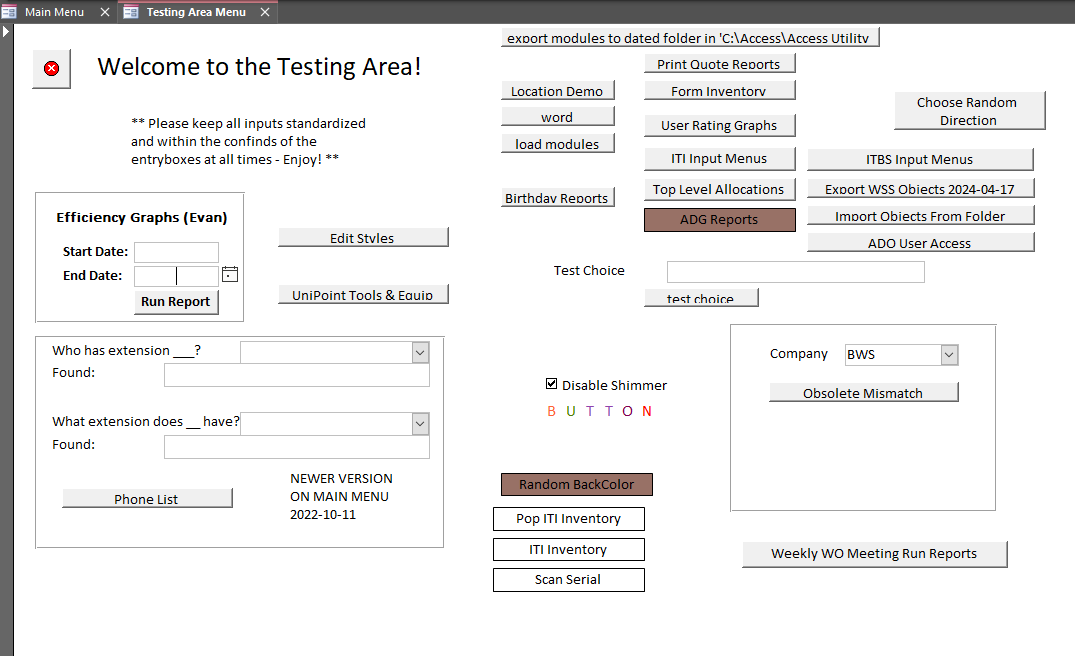 Main Menu
Testing Area Menu
export modules to dated folder in 'C:\Access\Access Utility
Welcome to the Testing Area!
Print Quote Reports
Location Demo
Form Inventory
Choose Random
Direction
word
** Please keep all inputs standardized
and within the confinds of the
entryboxes at all times - Enjoy! **
User Rating Graphs
load modules
ITI Input Menus
ITBS Input Menus
Birthday Reports
Top Level Allocations
Export WSS Objects 2024-04-17
ADG Reports
Import Objects From Folder
ADO User Access
Efficiency Graphs (Evan)
Start Date:
End Date:
Run Report
Edit Styles
UniPoint Tools & Equip
Test Choice
test choice
Who has extension ___?
Found:
What extension does __ have?
Found:
Phone List
NEWER VERSION
ON MAIN MENU
2022-10-11
Disable Shimmer
B U T T O N
Company
BWS
Obsolete Mismatch
Random BackColor
Pop ITI Inventory
ITI Inventory
Scan Serial
Weekly WO Meeting Run Reports